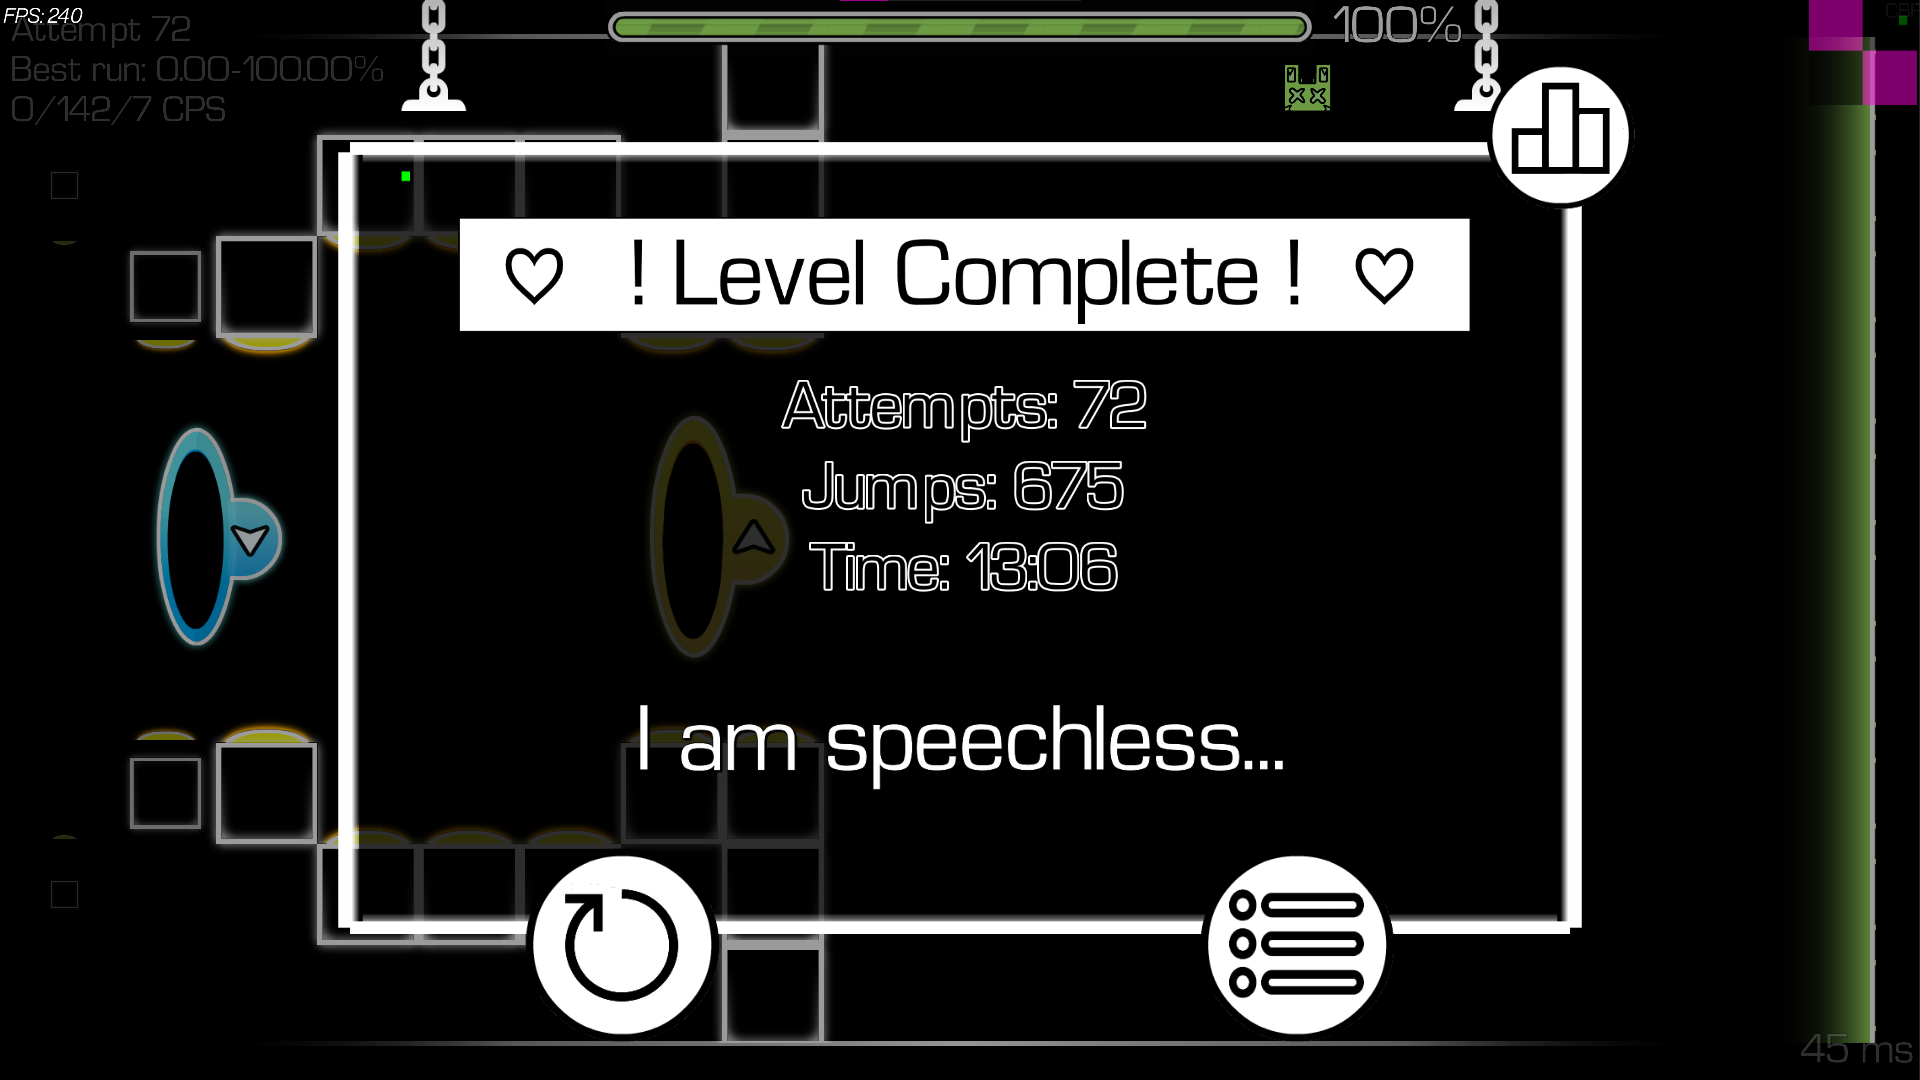 FPS: 240
Attempt 72
Best run: 0.00-100.00%
0/142/7 CPS
100%
CBF
! Level Complete !
Attempts: 72
Jumps: 675
Time: 13:06
I am speechless...
45 ms